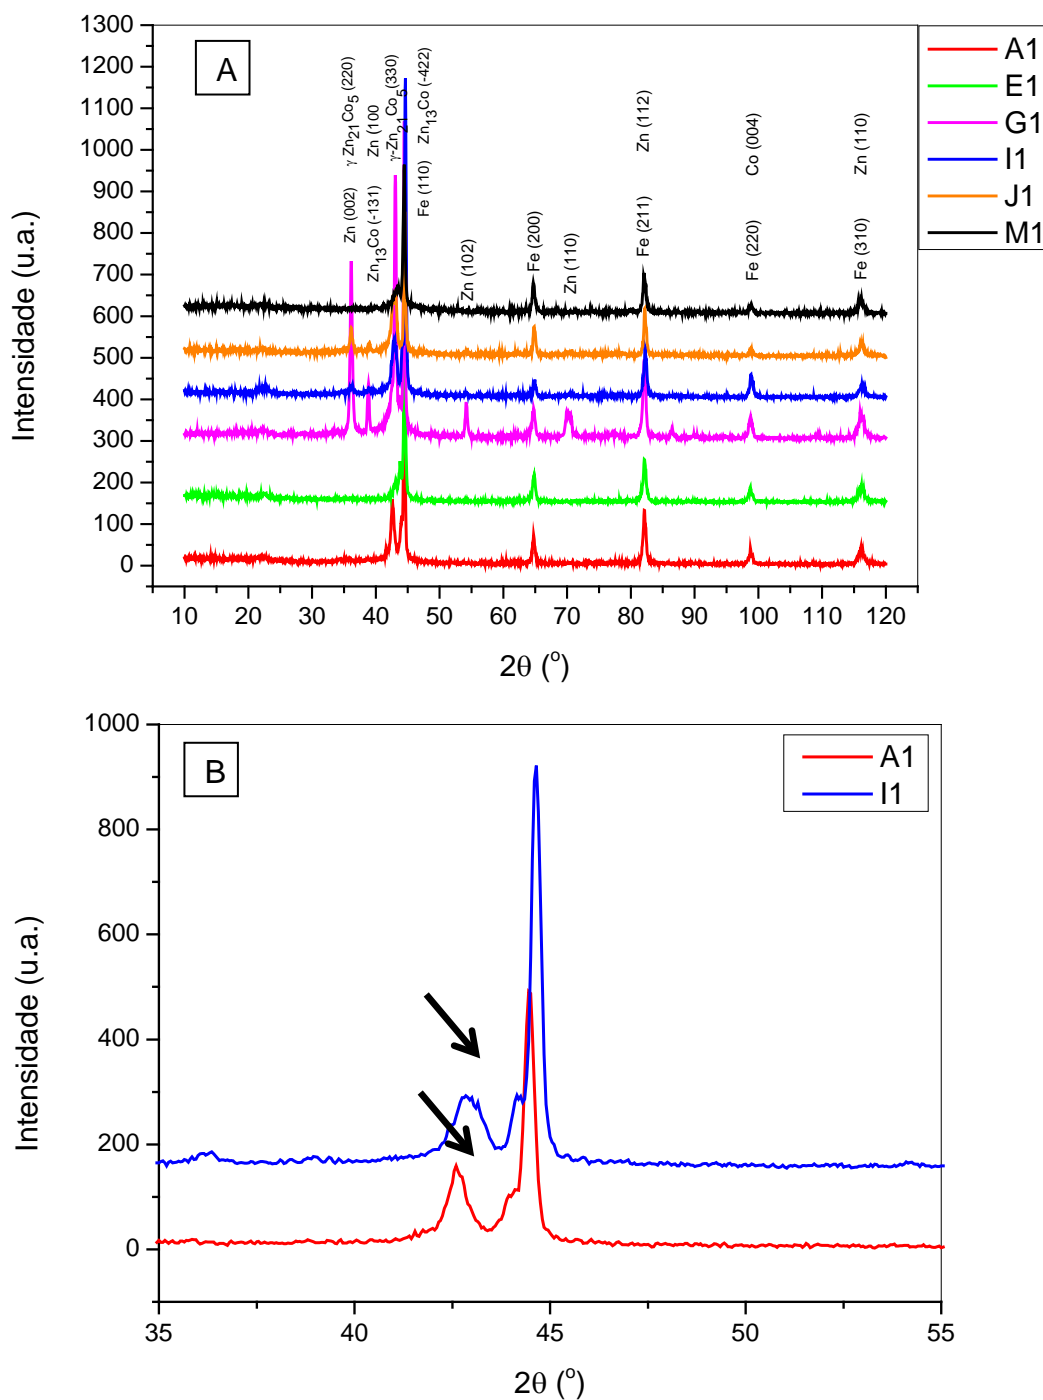 A
A1
E1
G1
I1
J1
M1
1300
1200
1100
1000
900
800
700
600
500
400
300
200
100
0
Intensidade (u.a.)
Zn (002)
γ Zn21Co5 (220)
Zn13Co (-131)
Zn (100
γ-Zn21Co5(330)
Fe (110)
Zn13Co (-422)
Zn (102)
Fe (200)
Zn (110)
Fe (211)
Zn (112)
Fe (220)
Co (004)
Fe (310)
Zn (110)
10 20 30 40 50 60 70 80 90 100 110 120
2θ (o)
B
A1
I1
1000
800
600
400
200
0
Intensidade (u.a.)
35 40 45 50 55
2θ (o)